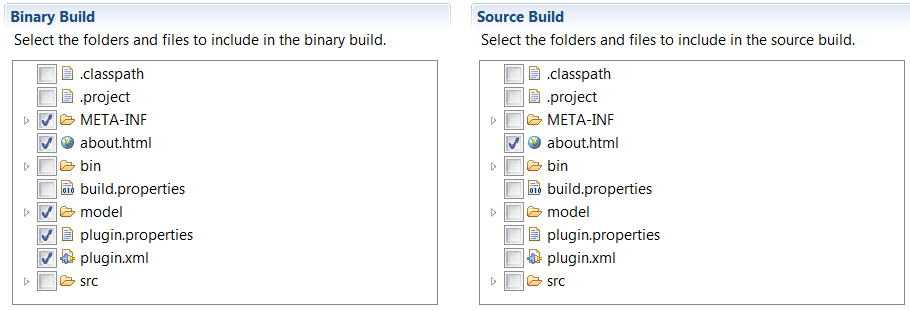 Binary Build
Select the folders and files to include in the binary build.
.classpath
.project
META-INF
about.html
bin
build.properties
model
plugin.properties
plugin.xml
src
Source Build
Select the folders and files to include in the source build.
.classpath
.project
META-INF
about.html
bin
build.properties
model
plugin.properties
plugin.xml
src